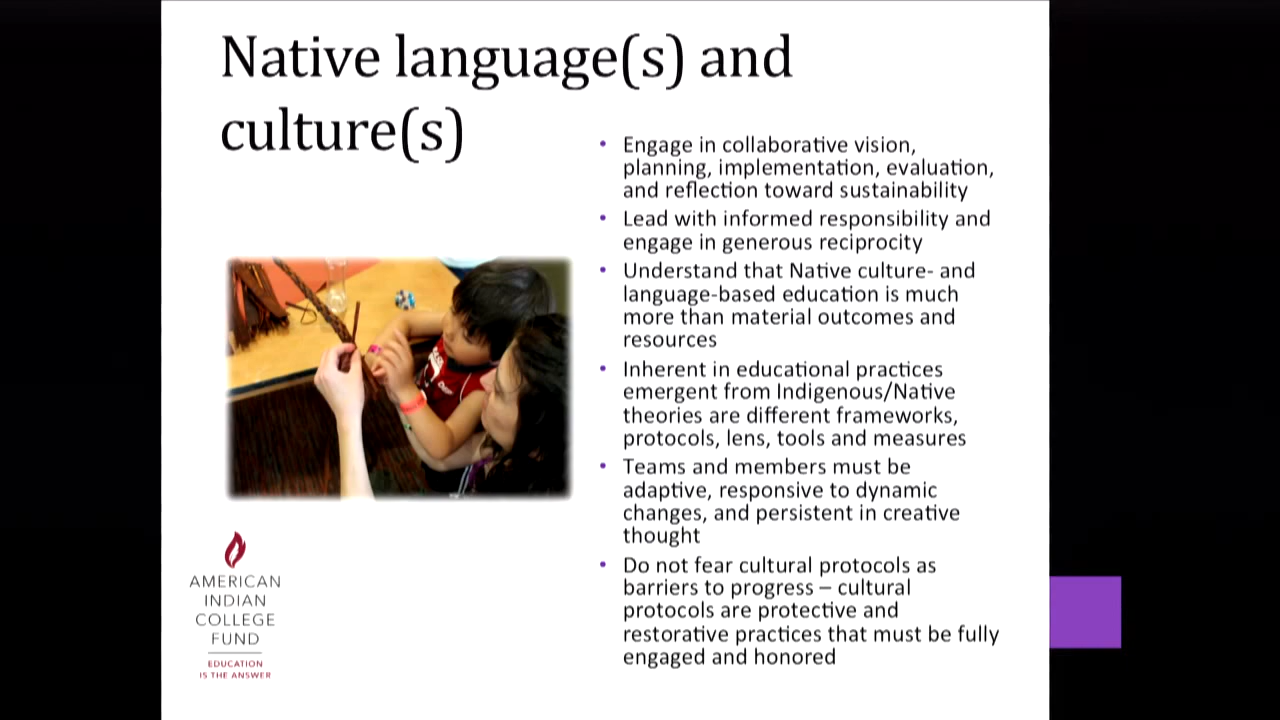 Native language(s) and
culture(s)
• Engage in collaborative vision,
planning, implementation, evaluation,
and reflection toward sustainability
• Lead with informed responsibility and
engage in generous reciprocity
• Understand that Native culture- and
language-based education is much
more than material outcomes and
resources
• Inherent in educational practices
emergent from Indigenous/Native
theories are different frameworks,
protocols, lens, tools and measures
• Teams and members must be
adaptive, responsive to dynamic
changes, and persistent in creative
thought
• Do not fear cultural protocols as
barriers to progress – cultural
protocols are protective and
restorative practices that must be fully
engaged and honored
AMERICAN
INDIAN
COLLEGE
FUND
EDUCATION
IS THE ANSWER